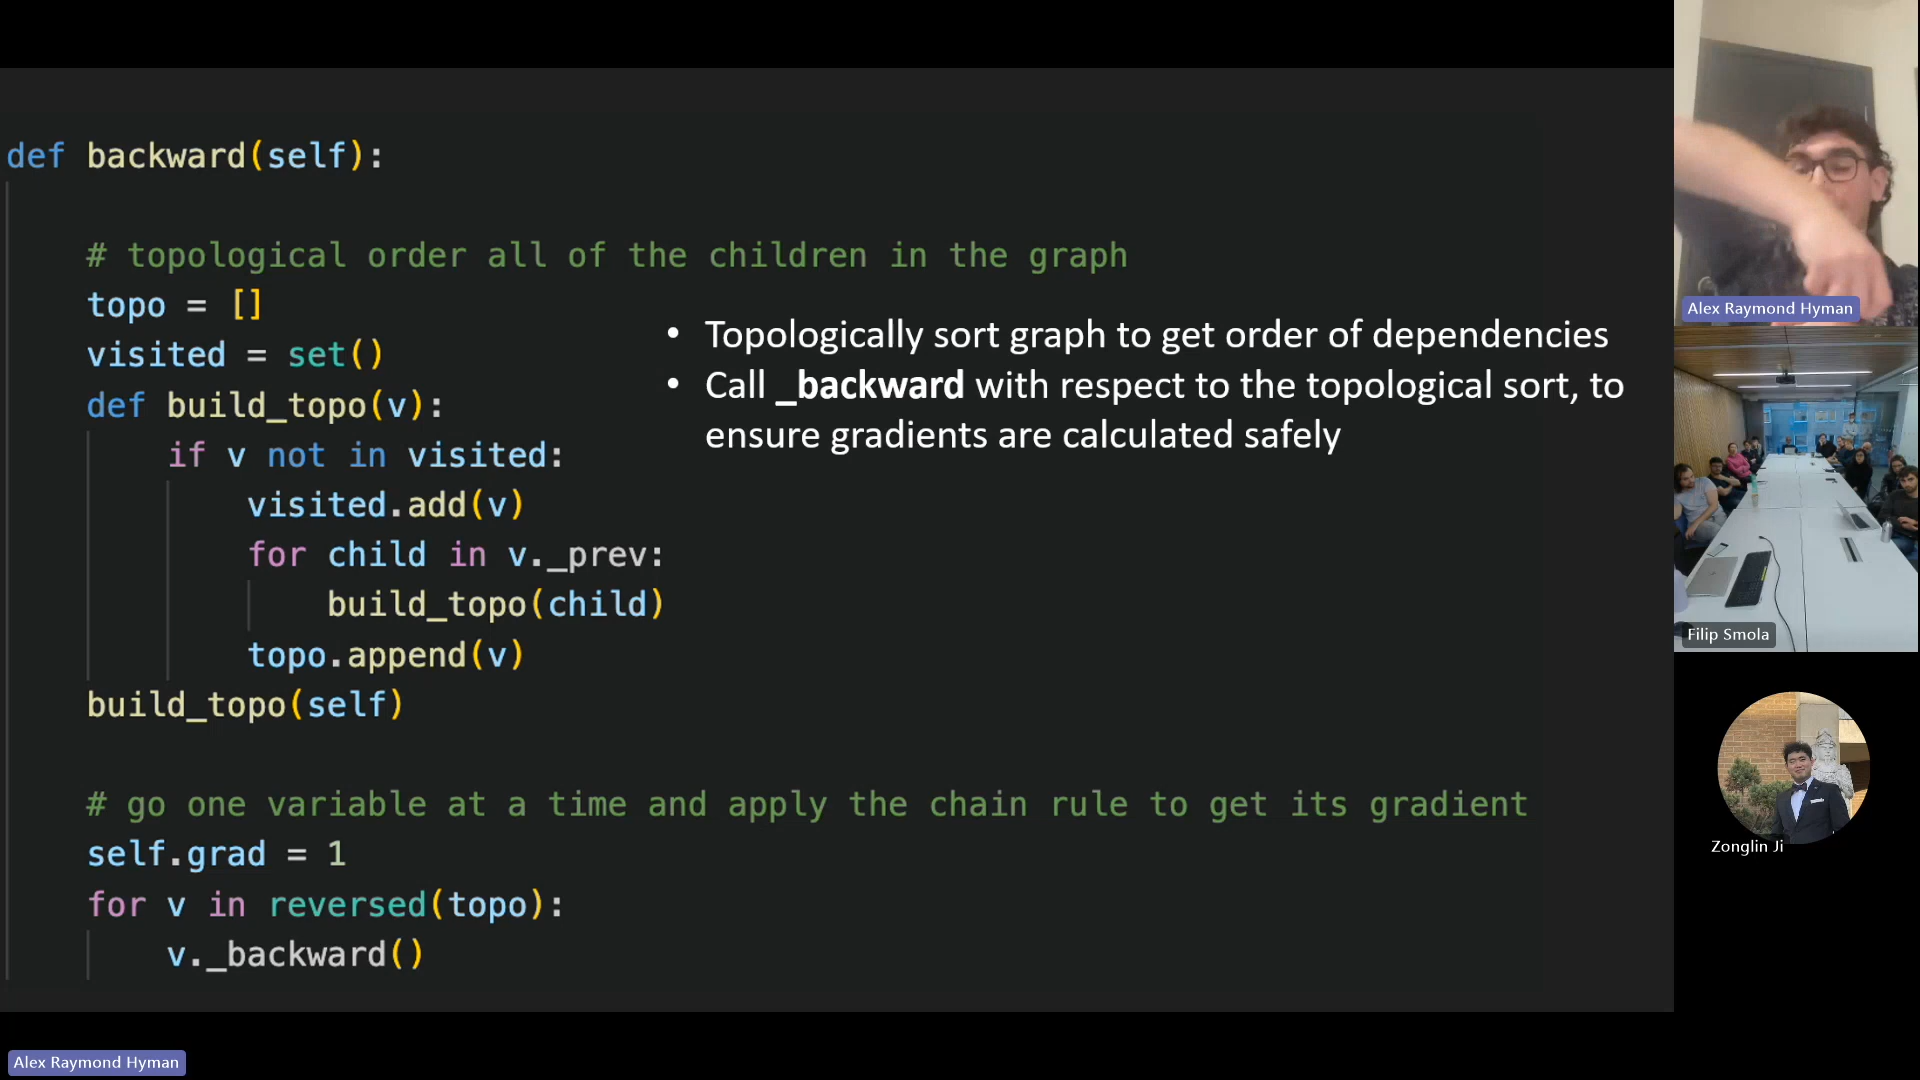 def backward(self):
# topological order all of the children in the graph
topo = []
visited = set()
def build_topo(v):
if v not in visited:
visited.add(v)
for child in v._prev:
build_topo(child)
topo.append(v)
build_topo(self)
# go one variable at a time and apply the chain rule to get its gradient
self.grad = 1
for v in reversed(topo):
v._backward()
• Topologically sort graph to get order of dependencies
• Call _backward with respect to the topological sort, to
ensure gradients are calculated safely
Alex Raymond Hyman
Filip Smola
Zonglin Ji
Alex Raymond Hyman